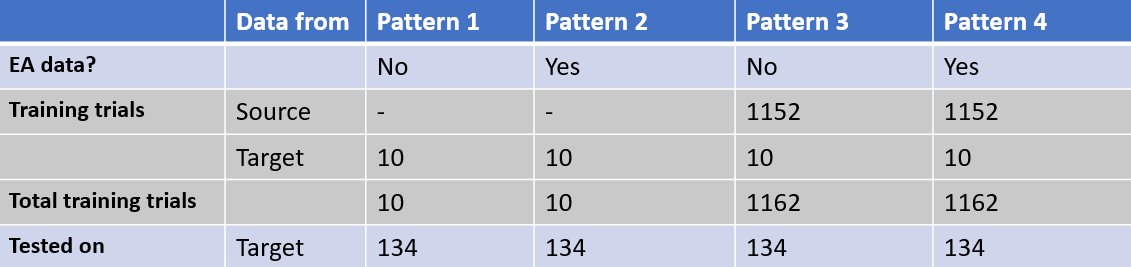 Data from Pattern 1 Pattern 2 Pattern 3 Pattern 4
EA data? No Yes No Yes
Training trials Source - - 1152 1152
Target 10 10 10 10
Total training trials 10 10 1162 1162
Tested on Target 134 134 134 134